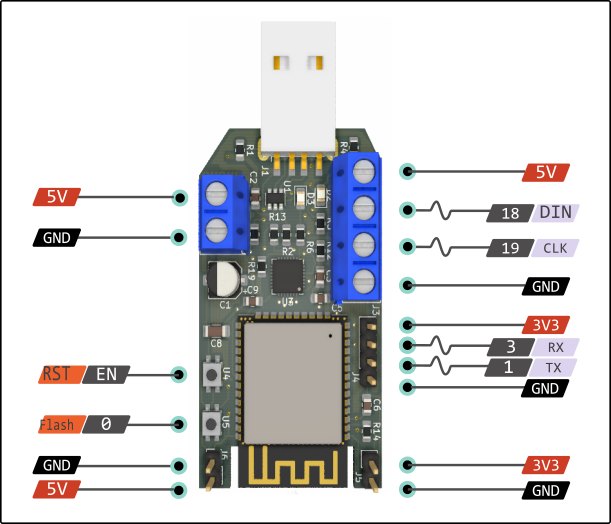 R1
J1
R4
C2
U1
D3
R13
R2
R6
R19
C9
C1
U3
C8
J3
J4
U4
U5
C6
R14
J6
J5
5V
GND
RST EN
Flash 0
GND
5V
5V
18 DIN
19 CLK
GND
3V3
3 RX
1 TX
GND
3V3
GND